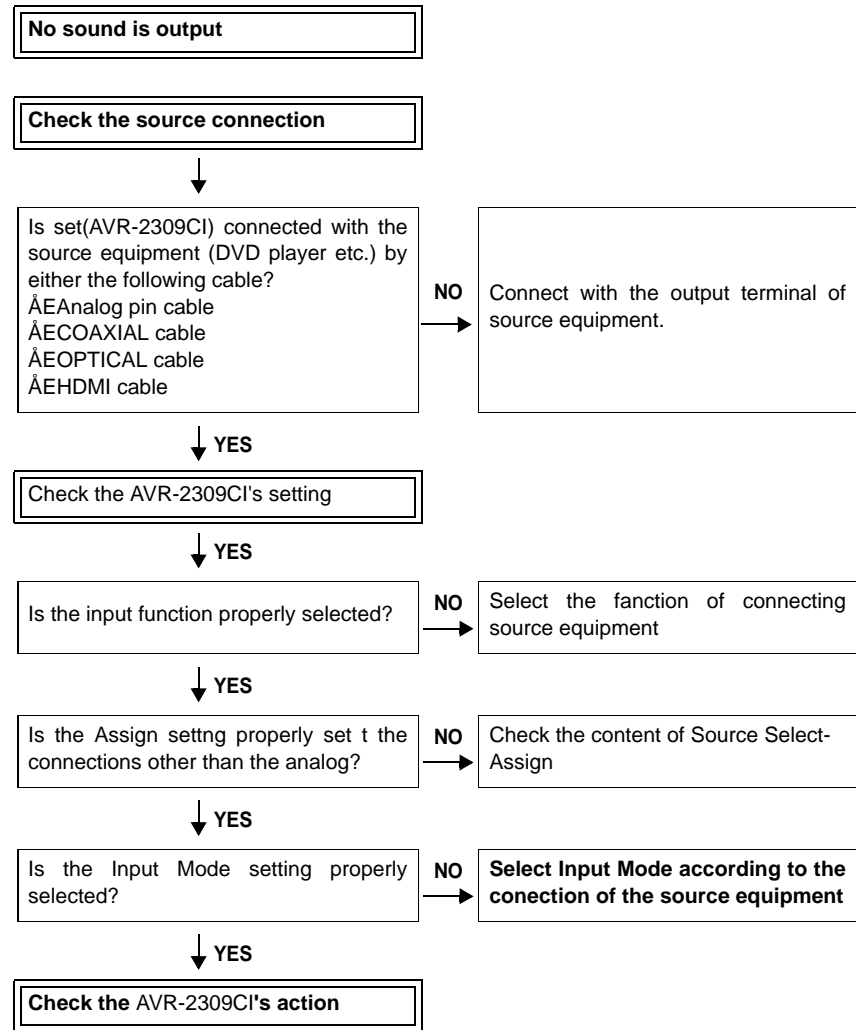 No sound is output
Check the source connection
Is set(AVR-2309CI) connected with the
source equipment (DVD player etc.) by
either the following cable?
ÅEAnalog pin cable
ÅECOAXIAL cable
ÅEOPTICAL cable
ÅEHDMI cable
NO
Connect with the output terminal of
source equipment.
YES
Check the AVR-2309CI's setting
YES
Is the input function properly selected?
NO
Select the fanction of connecting
source equipment
YES
Is the Assign settng properly set t the
connections other than the analog?
NO
Check the content of Source Select-
Assign
YES
Is the Input Mode setting properly
selected?
NO
Select Input Mode according to the
conection of the source equipment
YES
Check the AVR-2309CI's action